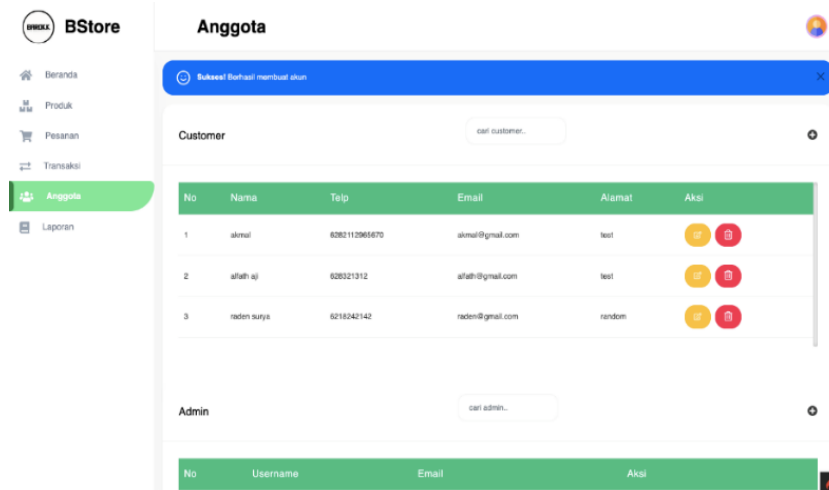 BStore
Anggota
Beranda
Produk
Pesanan
Transaksi
Anggota
Laporan
Sukses! Berhasil membuat akun
Customer
cari customer..
No Nama Telp Email Alamat Aksi
1 akmal 6282112965670 akmal@gmail.com test
2 alfath aji 628321312 alfath@gmail.com test
3 raden surya 6218242142 raden@gmail.com random
Admin
cari admin..
No Username Email Aksi